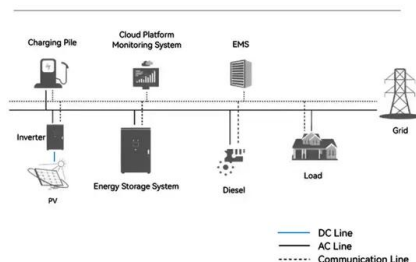 Charging Pile
Cloud Platform
Monitoring System
EMS
Grid
Inverter
PV
Energy Storage System
Diesel
Load
DC Line
AC Line
Communication Line